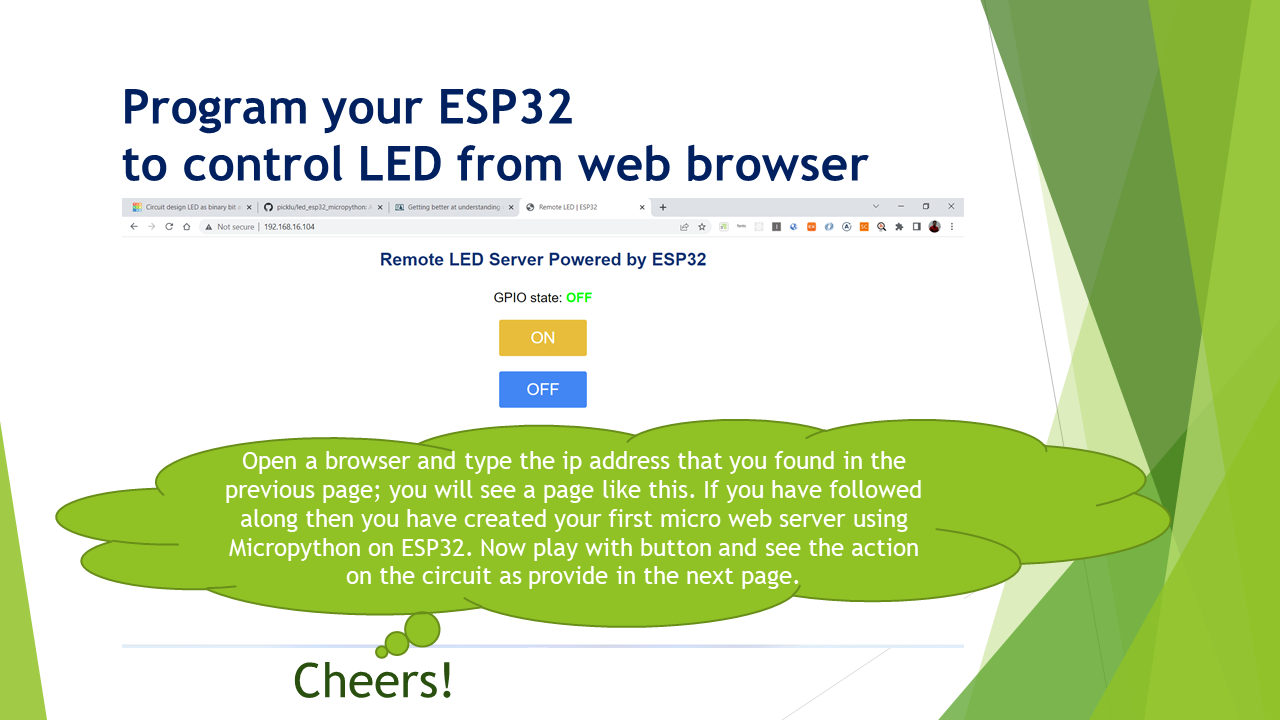 Program your ESP32
to control LED from web browser
Circuit design LED as binary bit
picklu/led_esp32_micropython:
Getting better at understanding
Remote LED | ESP32
Not secure | 192.168.16.104
Remote LED Server Powered by ESP32
GPIO state: OFF
ON
OFF
Open a browser and type the ip address that you found in the
previous page; you will see a page like this. If you have followed
along then you have created your first micro web server using
Micropython on ESP32. Now play with button and see the action
on the circuit as provide in the next page.
Cheers!